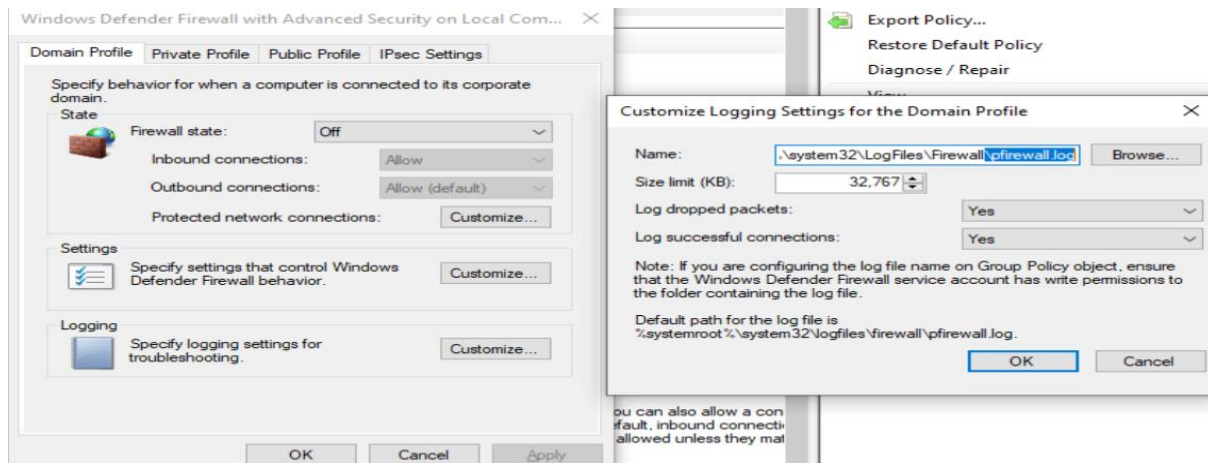 Windows Defender Firewall with Advanced Security on Local Com...
Domain Profile Private Profile Public Profile IPsec Settings
Specify behavior for when a computer is connected to its corporate
domain.
State
Firewall state: Off
Inbound connections: Allow
Outbound connections: Allow (default)
Protected network connections: Customize...
Settings
Specify settings that control Windows
Defender Firewall behavior.
Customize...
Logging
Specify logging settings for
troubleshooting.
Customize...
OK Cancel Apply
Export Policy...
Restore Default Policy
Diagnose / Repair
View
Customize Logging Settings for the Domain Profile
Name: .\system32\LogFiles\Firewall\pfirewall.log Browse...
Size limit (KB): 32,767
Log dropped packets: Yes
Log successful connections: Yes
Note: If you are configuring the log file name on Group Policy object, ensure
that the Windows Defender Firewall service account has write permissions to
the folder containing the log file.
Default path for the log file is
%systemroot%\system32\logfiles\firewall\pfirewall.log.
OK Cancel
ou can also allow a con
fault, inbound connecti
allowed unless they mat